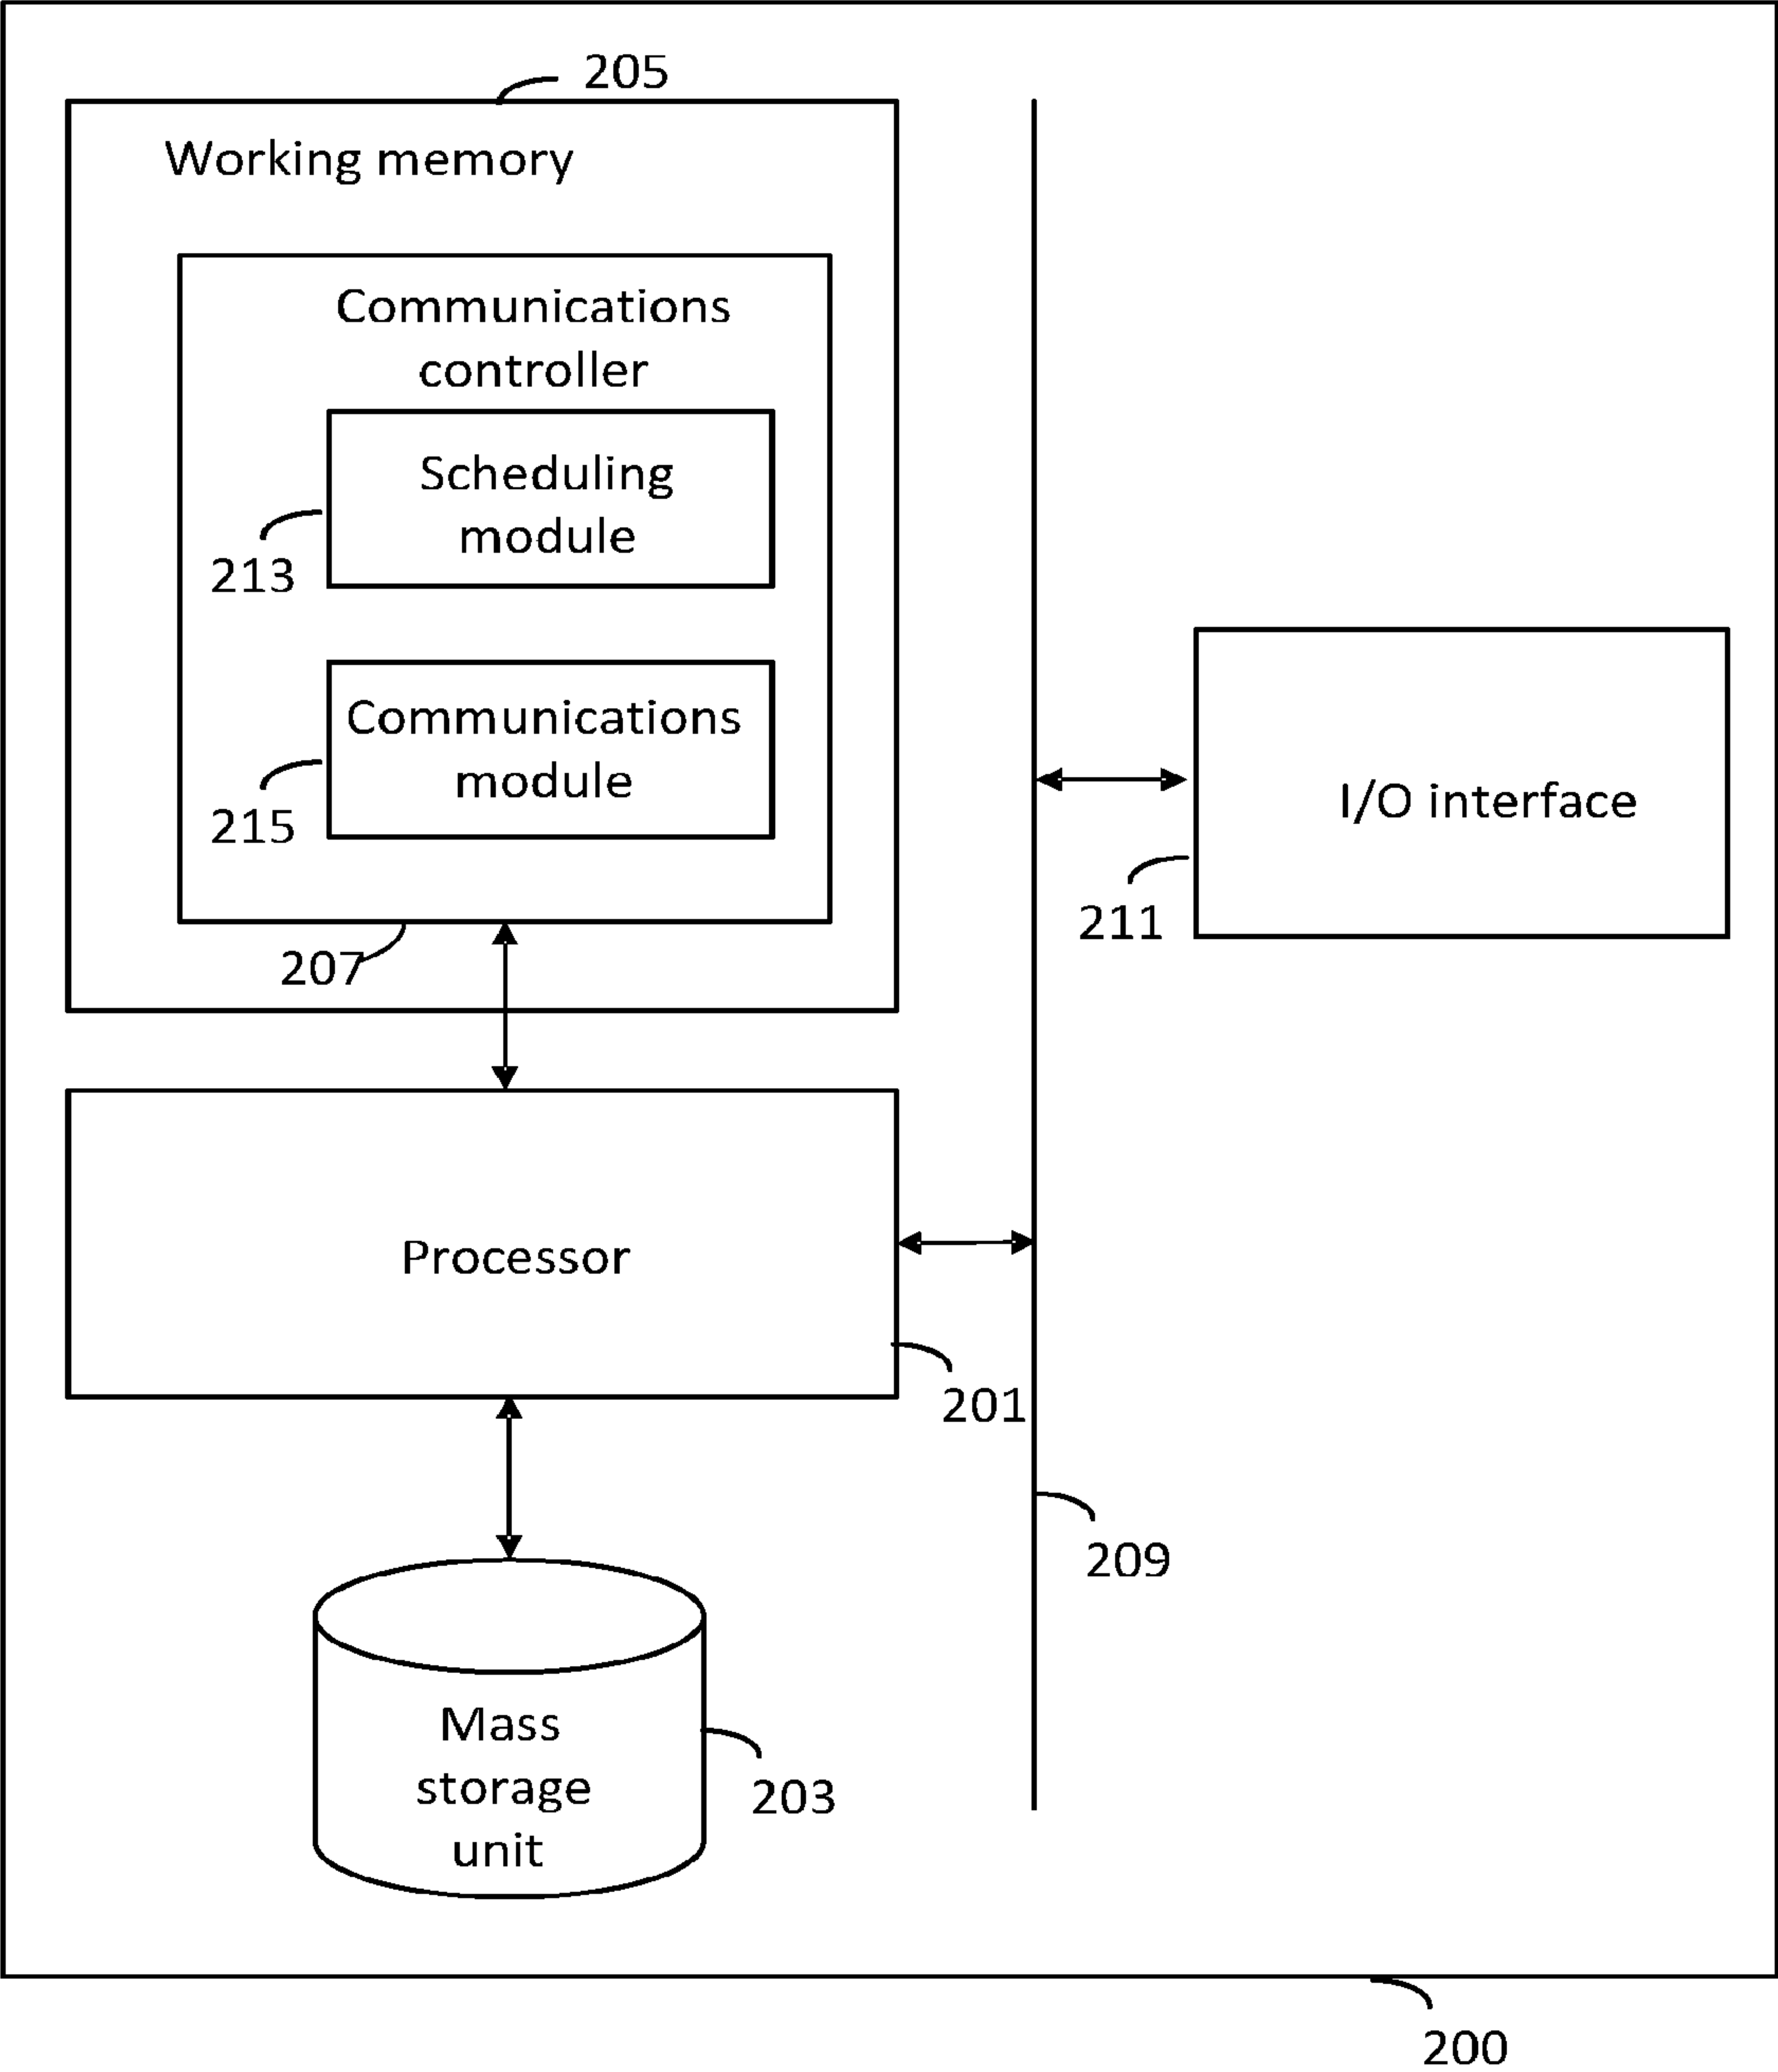 205
Working memory
Communications
controller
Scheduling
module
213
Communications
module
215
207
I/O interface
211
Processor
201
209
Mass
storage
unit
203
200